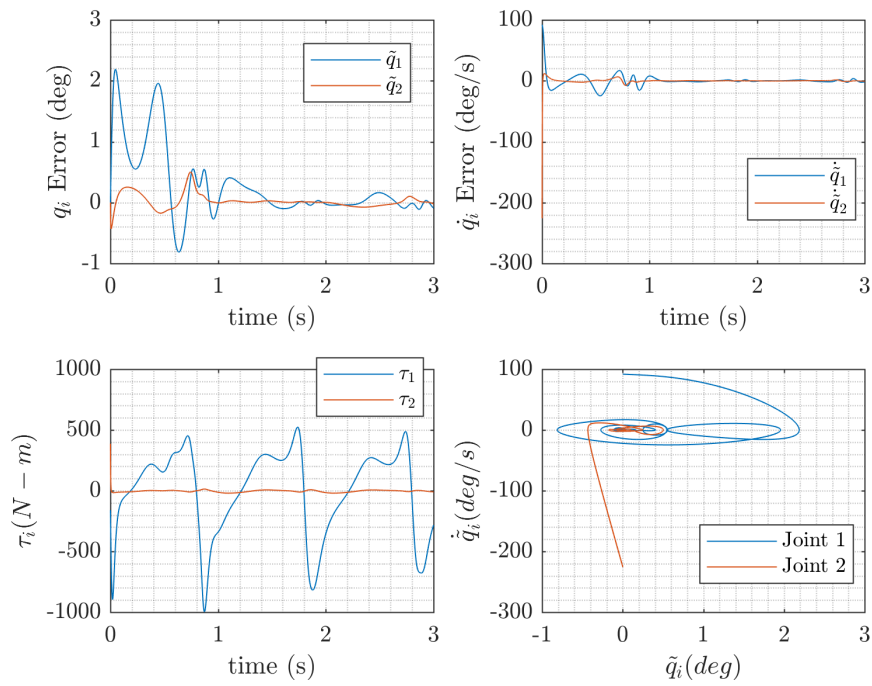 3
2
1
0
-1
q_i Error (deg)
q̃_1
q̃_2
0 1 2 3
time (s)
100
0
-100
-200
-300
q̇_i Error (deg/s)
q̃̇_1
q̃̇_2
0 1 2 3
time (s)
1000
500
0
-500
-1000
τ_i(N − m)
τ_1
τ_2
0 1 2 3
time (s)
100
0
-100
-200
-300
q̃̇_i(deg/s)
Joint 1
Joint 2
-1 0 1 2 3
q̃_i(deg)